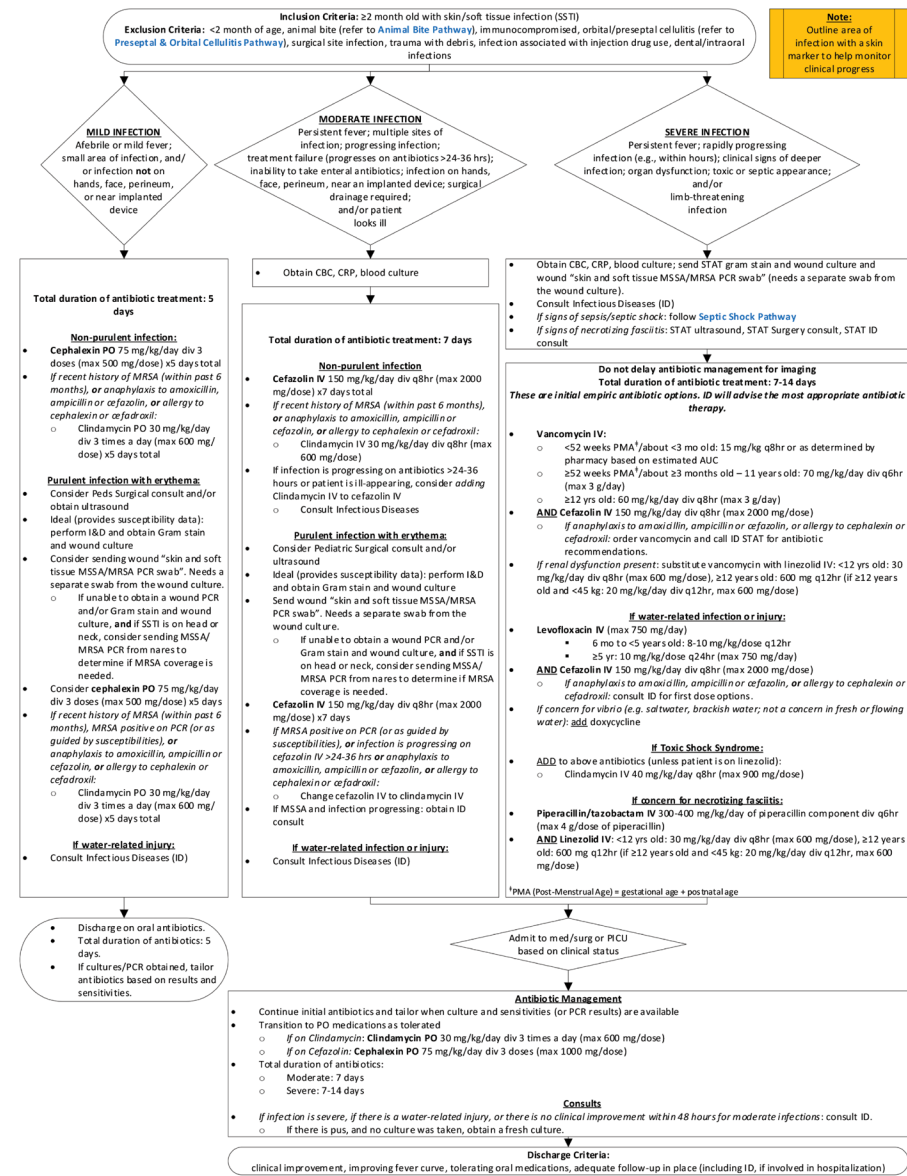 Inclusion Criteria: ≥2 month old with skin/soft tissue infection (SSTI)
Exclusion Criteria: <2 month of age, animal bite (refer to Animal Bite Pathway), immunocompromised, orbital/preseptal cellulitis (refer to
Preseptal & Orbital Cellulitis Pathway), surgical site infection, trauma with debris, infection associated with injection drug use, dental/intraoral
infections
Note:
Outline area of
infection with a skin
marker to help monitor
clinical progress
MILD INFECTION
Afebrile or mild fever;
small area of infection, and/
or infection not on
hands, face, perineum,
or near implanted
device
MODERATE INFECTION
Persistent fever; multiple sites of
infection; progressing infection;
treatment failure (progresses on antibiotics >24-36 hrs);
inability to take enteral antibiotics; infection on hands,
face, perineum, near an implanted device; surgical
drainage required;
and/or patient
looks ill
SEVERE INFECTION
Persistent fever; rapidly progressing
infection (e.g., within hours); clinical signs of deeper
infection; organ dysfunction; toxic or septic appearance;
and/or
limb-threatening
infection
Total duration of antibiotic treatment: 5
days
Non-purulent infection:
• Cephalexin PO 75 mg/kg/day div 3
doses (max 500 mg/dose) x5 days total
• If recent history of MRSA (within past 6
months), or anaphylaxis to amoxicillin,
ampicillin or cefazolin, or allergy to
cephalexin or cefadroxil:
o Clindamycin PO 30 mg/kg/day
div 3 times a day (max 600 mg/
dose) x5 days total
Purulent infection with erythema:
• Consider Peds Surgical consult and/or
obtain ultrasound
• Ideal (provides susceptibility data):
perform I&D and obtain Gram stain
and wound culture
• Consider sending wound “skin and soft
tissue MSSA/MRSA PCR swab”. Needs a
separate swab from the wound culture.
o If unable to obtain a wound PCR
and/or Gram stain and wound
culture, and if SSTI is on head or
neck, consider sending MSSA/
MRSA PCR from nares to
determine if MRSA coverage is
needed.
• Consider cephalexin PO 75 mg/kg/day
div 3 doses (max 500 mg/dose) x5 days
• If recent history of MRSA (within past 6
months), MRSA positive on PCR (or as
guided by susceptibilities), or
anaphylaxis to amoxicillin, ampicillin or
cefazolin, or allergy to cephalexin or
cefadroxil:
o Clindamycin PO 30 mg/kg/day
div 3 times a day (max 600 mg/
dose) x5 days total
If water-related injury:
• Consult Infectious Diseases (ID)
• Discharge on oral antibiotics.
• Total duration of antibiotics: 5
days.
• If cultures/PCR obtained, tailor
antibiotics based on results and
sensitivities.
• Obtain CBC, CRP, blood culture
Total duration of antibiotic treatment: 7 days
Non-purulent infection
• Cefazolin IV 150 mg/kg/day div q8hr (max 2000
mg/dose) x7 days total
• If recent history of MRSA (within past 6 months),
or anaphylaxis to amoxicillin, ampicillin or
cefazolin, or allergy to cephalexin or cefadroxil:
o Clindamycin IV 30 mg/kg/day div q8hr (max
600 mg/dose)
• If infection is progressing on antibiotics >24-36
hours or patient is ill-appearing, consider adding
Clindamycin IV to cefazolin IV
o Consult Infectious Diseases
Purulent infection with erythema:
• Consider Pediatric Surgical consult and/or
ultrasound
• Ideal (provides susceptibility data): perform I&D
and obtain Gram stain and wound culture
• Send wound “skin and soft tissue MSSA/MRSA
PCR swab”. Needs a separate swab from the
wound culture.
o If unable to obtain a wound PCR and/or
Gram stain and wound culture, and if SSTI is
on head or neck, consider sending MSSA/
MRSA PCR from nares to determine if MRSA
coverage is needed.
• Cefazolin IV 150 mg/kg/day div q8hr (max 2000
mg/dose) x7 days
• If MRSA positive on PCR (or as guided by
susceptibilities), or infection is progressing on
cefazolin IV >24-36 hrs or anaphylaxis to
amoxicillin, ampicillin or cefazolin, or allergy to
cephalexin or cefadroxil:
o Change cefazolin IV to clindamycin IV
• If MSSA and infection progressing: obtain ID
consult
If water-related infection or injury:
• Consult Infectious Diseases (ID)
• Obtain CBC, CRP, blood culture; send STAT gram stain and wound culture and
wound “skin and soft tissue MSSA/MRSA PCR swab” (needs a separate swab from
the wound culture).
• Consult Infectious Diseases (ID)
• If signs of sepsis/septic shock: follow Septic Shock Pathway
• If signs of necrotizing fasciitis: STAT ultrasound, STAT Surgery consult, STAT ID
consult
Do not delay antibiotic management for imaging
Total duration of antibiotic treatment: 7-14 days
These are initial empiric antibiotic options. ID will advise the most appropriate antibiotic
therapy.
• Vancomycin IV:
o <52 weeks PMA‡/about <3 mo old: 15 mg/kg q8hr or as determined by
pharmacy based on estimated AUC
o ≥52 weeks PMA‡/about ≥3 months old – 11 years old: 70 mg/kg/day div q6hr
(max 3 g/day)
o ≥12 yrs old: 60 mg/kg/day div q8hr (max 3 g/day)
• AND Cefazolin IV 150 mg/kg/day div q8hr (max 2000 mg/dose)
o If anaphylaxis to amoxicillin, ampicillin or cefazolin, or allergy to cephalexin or
cefadroxil: order vancomycin and call ID STAT for antibiotic
recommendations.
• If renal dysfunction present: substitute vancomycin with linezolid IV: <12 yrs old: 30
mg/kg/day div q8hr (max 600 mg/dose), ≥12 years old: 600 mg q12hr (if ≥12 years
old and <45 kg: 20 mg/kg/day div q12hr, max 600 mg/dose)
If water-related infection or injury:
• Levofloxacin IV (max 750 mg/day)
▪ 6 mo to <5 years old: 8-10 mg/kg/dose q12hr
▪ ≥5 yr: 10 mg/kg/dose q24hr (max 750 mg/day)
• AND Cefazolin IV 150 mg/kg/day div q8hr (max 2000 mg/dose)
o If anaphylaxis to amoxicillin, ampicillin or cefazolin, or allergy to cephalexin or
cefadroxil: consult ID for first dose options.
• If concern for vibrio (e.g. saltwater, brackish water; not a concern in fresh or flowing
water): add doxycycline
If Toxic Shock Syndrome:
• ADD to above antibiotics (unless patient is on linezolid):
o Clindamycin IV 40 mg/kg/day q8hr (max 900 mg/dose)
If concern for necrotizing fasciitis:
• Piperacillin/tazobactam IV 300-400 mg/kg/day of piperacillin component div q6hr
(max 4 g/dose of piperacillin)
• AND Linezolid IV: <12 yrs old: 30 mg/kg/day div q8hr (max 600 mg/dose), ≥12 years
old: 600 mg q12hr (if ≥12 years old and <45 kg: 20 mg/kg/day div q12hr, max 600
mg/dose)
‡PMA (Post-Menstrual Age) = gestational age + postnatal age
Admit to med/surg or PICU
based on clinical status
Antibiotic Management
• Continue initial antibiotics and tailor when culture and sensitivities (or PCR results) are available
• Transition to PO medications as tolerated
o If on Clindamycin: Clindamycin PO 30 mg/kg/day div 3 times a day (max 600 mg/dose)
o If on Cefazolin: Cephalexin PO 75 mg/kg/day div 3 doses (max 1000 mg/dose)
• Total duration of antibiotics:
o Moderate: 7 days
o Severe: 7-14 days
Consults
• If infection is severe, if there is a water-related injury, or there is no clinical improvement within 48 hours for moderate infections: consult ID.
o If there is pus, and no culture was taken, obtain a fresh culture.
Discharge Criteria:
clinical improvement, improving fever curve, tolerating oral medications, adequate follow-up in place (including ID, if involved in hospitalization)